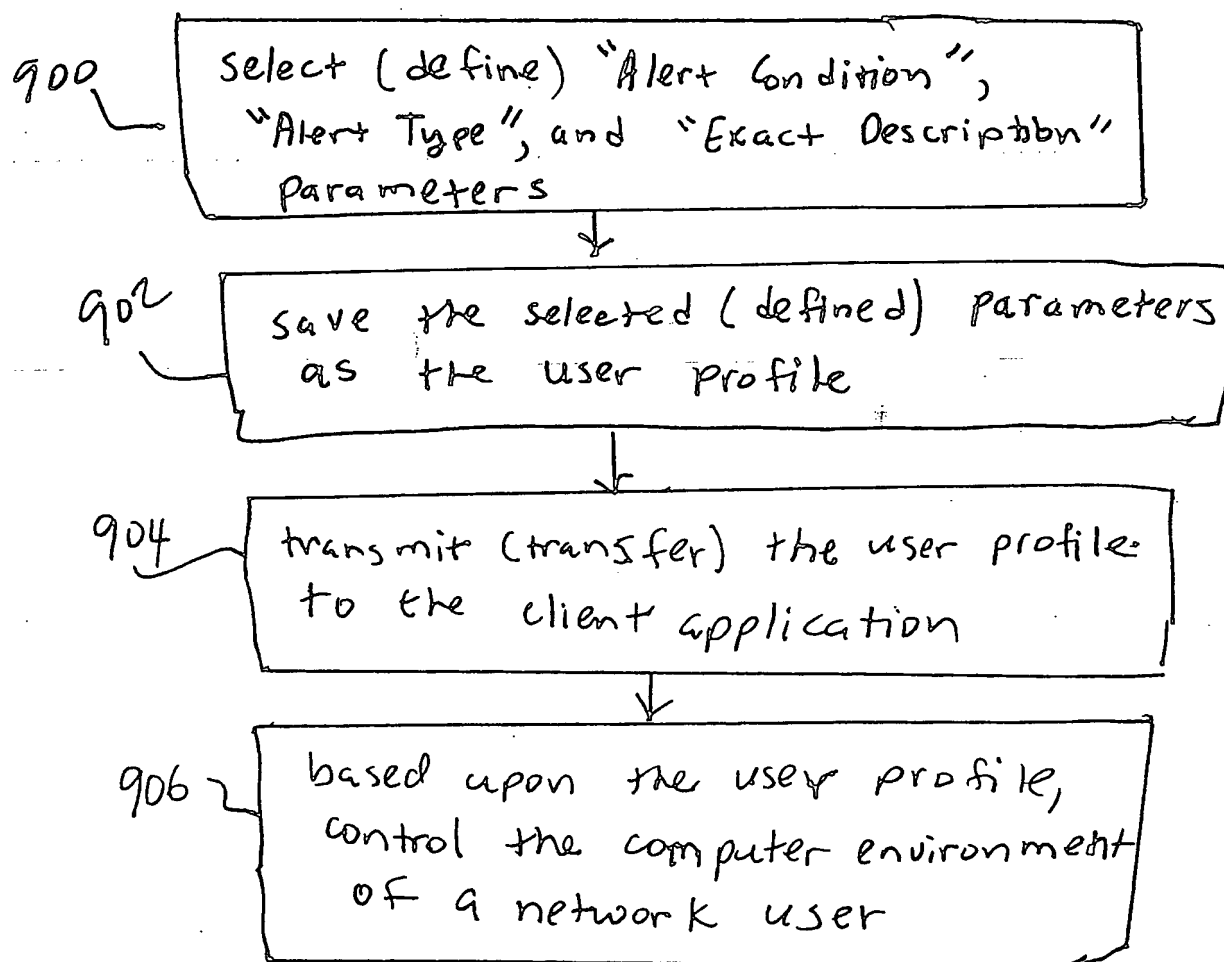 900
select (define) "Alert Condition",
"Alert Type", and "Exact Description"
parameters
902
save the selected (defined) parameters
as the user profile
904
transmit (transfer) the user profile
to the client application
906
based upon the user profile,
control the computer environment
of a network user